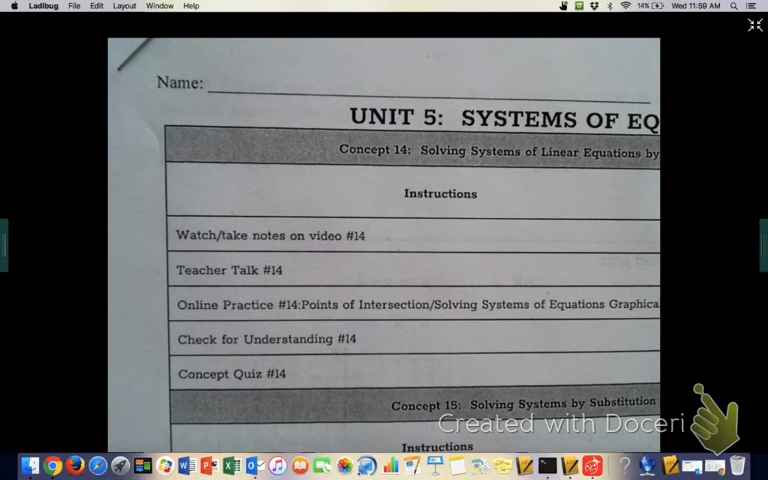 Ladibug File Edit Layout Window Help 14% Wed 11:59 AM
Name:
UNIT 5: SYSTEMS OF EQ
Concept 14: Solving Systems of Linear Equations by
Instructions
Watch/take notes on video #14
Teacher Talk #14
Online Practice #14:Points of Intersection/Solving Systems of Equations Graphica
Check for Understanding #14
Concept Quiz #14
Concept 15: Solving Systems by Substitution
Created with Doceri
Instructions